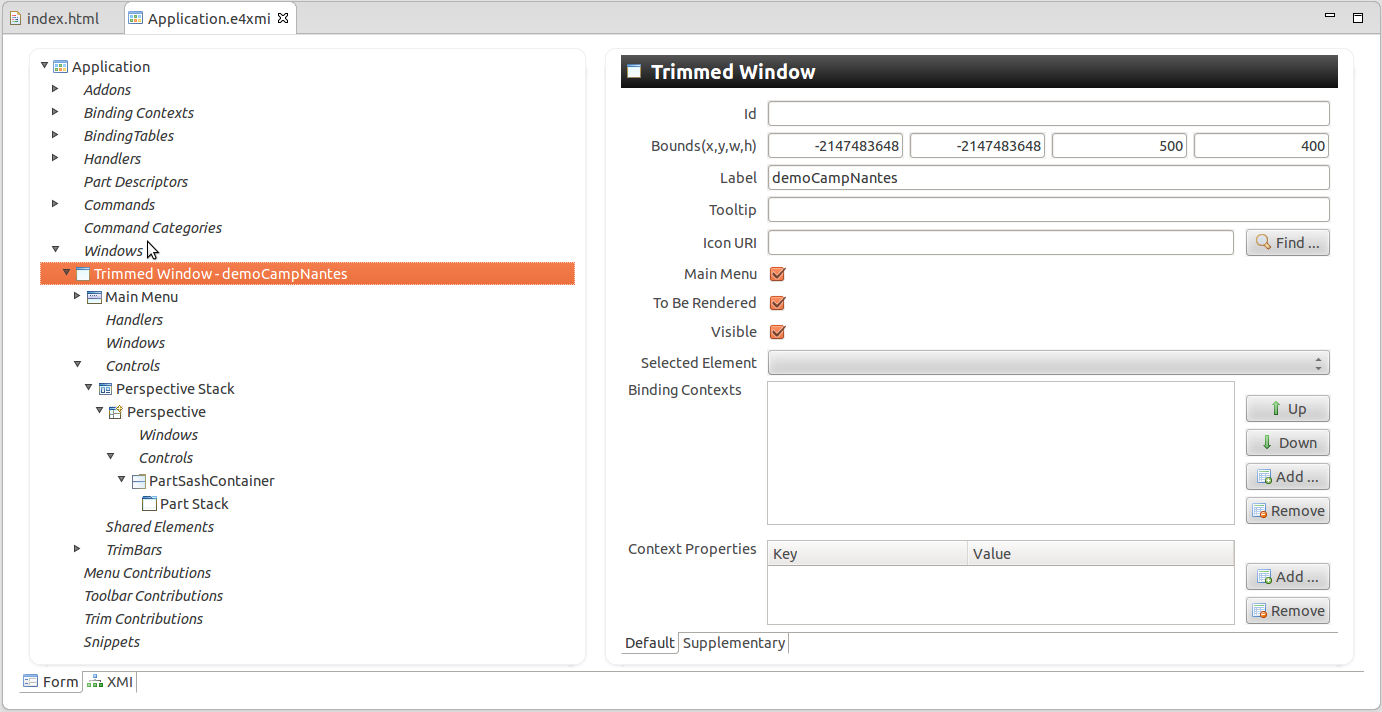 index.html
Application.e4xmi
Application
Addons
Binding Contexts
BindingTables
Handlers
Part Descriptors
Commands
Command Categories
Windows
Trimmed Window - demoCampNantes
Main Menu
Handlers
Windows
Controls
Perspective Stack
Perspective
Windows
Controls
PartSashContainer
Part Stack
Shared Elements
TrimBars
Menu Contributions
Toolbar Contributions
Trim Contributions
Snippets
Trimmed Window
Id
Bounds(x,y,w,h) -2147483648 -2147483648 500 400
Label demoCampNantes
Tooltip
Icon URI Find ...
Main Menu
To Be Rendered
Visible
Selected Element
Binding Contexts
Up
Down
Add ...
Remove
Context Properties Key Value
Add ...
Remove
Default Supplementary
Form XMI